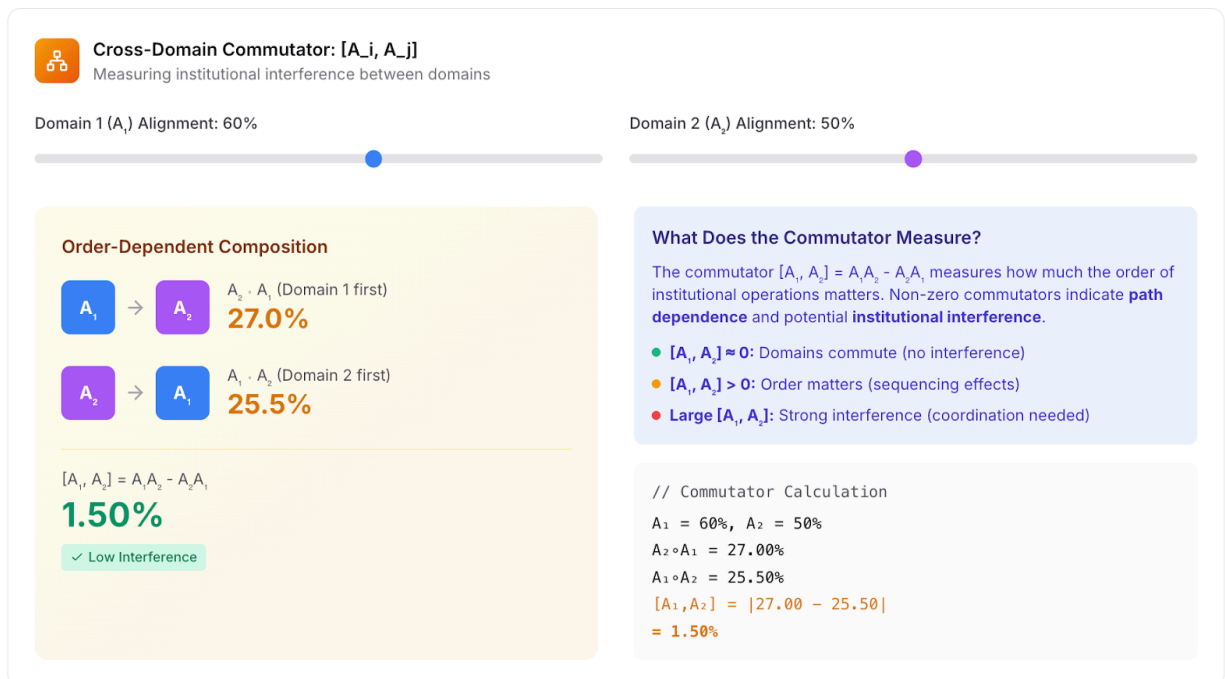 Cross-Domain Commutator: [A_i, A_j]
Measuring institutional interference between domains
Domain 1 (A₁) Alignment: 60%
Domain 2 (A₂) Alignment: 50%
Order-Dependent Composition
A₁
A₂
A₂ ∘ A₁ (Domain 1 first)
27.0%
A₂
A₁
A₁ ∘ A₂ (Domain 2 first)
25.5%
[A₁, A₂] = A₁A₂ - A₂A₁
1.50%
✓ Low Interference
What Does the Commutator Measure?
The commutator [A₁, A₂] = A₁A₂ - A₂A₁ measures how much the order of
institutional operations matters. Non-zero commutators indicate path
dependence and potential institutional interference.
[A₁, A₂] ≈ 0: Domains commute (no interference)
[A₁, A₂] > 0: Order matters (sequencing effects)
Large [A₁, A₂]: Strong interference (coordination needed)
// Commutator Calculation
A₁ = 60%, A₂ = 50%
A₂∘A₁ = 27.00%
A₁∘A₂ = 25.50%
[A₁,A₂] = |27.00 − 25.50|
= 1.50%